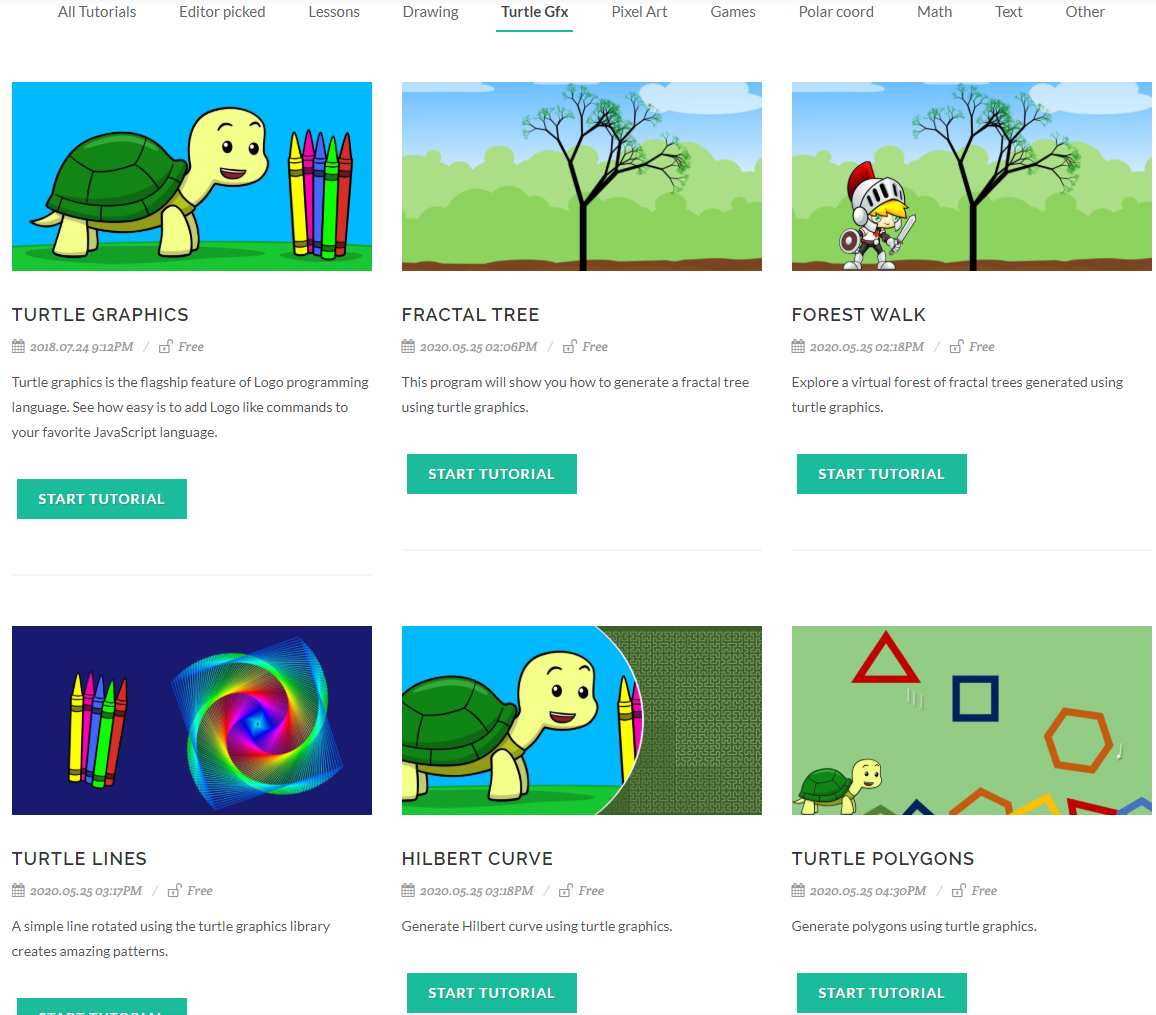 All Tutorials Editor picked Lessons Drawing Turtle Gfx Pixel Art Games Polar coord Math Text Other
TURTLE GRAPHICS
2018.07.24 9:12PM / Free
Turtle graphics is the flagship feature of Logo programming
language. See how easy is to add Logo like commands to
your favorite JavaScript language.
START TUTORIAL
FRACTAL TREE
2020.05.25 02:06PM / Free
This program will show you how to generate a fractal tree
using turtle graphics.
START TUTORIAL
FOREST WALK
2020.05.25 02:18PM / Free
Explore a virtual forest of fractal trees generated using
turtle graphics.
START TUTORIAL
TURTLE LINES
2020.05.25 03:17PM / Free
A simple line rotated using the turtle graphics library
creates amazing patterns.
START TUTORIAL
HILBERT CURVE
2020.05.25 03:18PM / Free
Generate Hilbert curve using turtle graphics.
START TUTORIAL
TURTLE POLYGONS
2020.05.25 04:30PM / Free
Generate polygons using turtle graphics.
START TUTORIAL